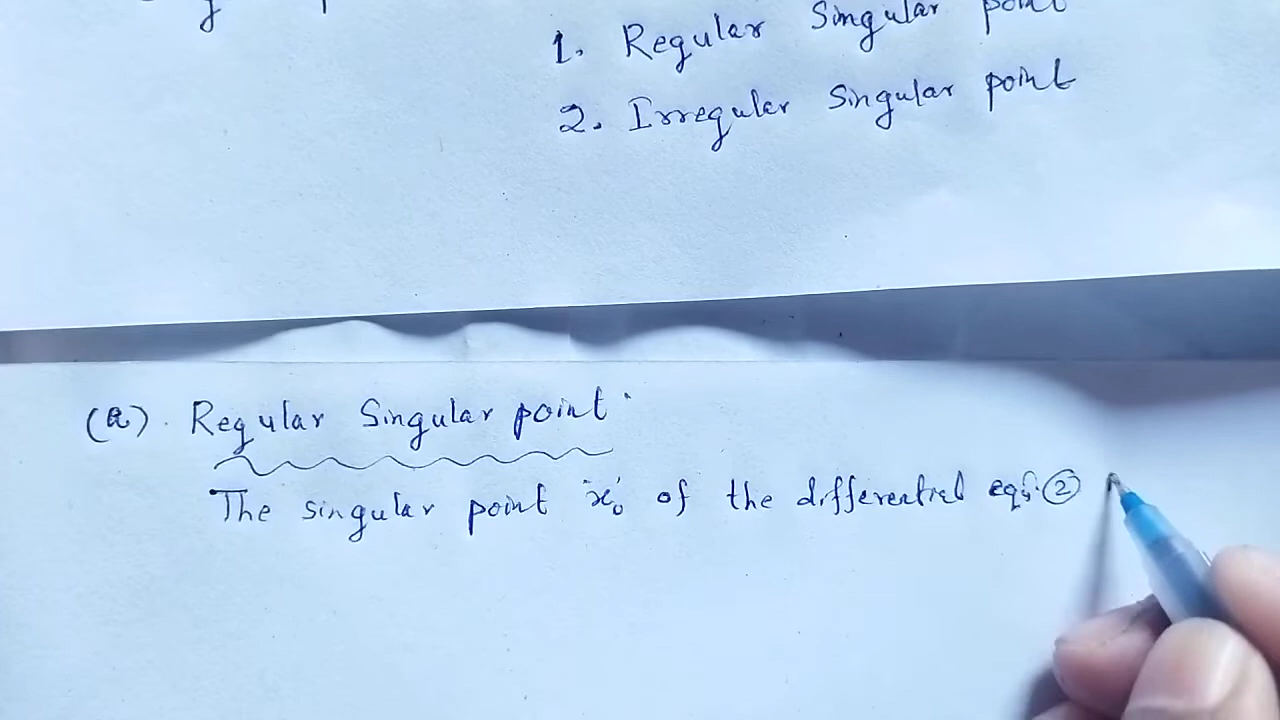 1. Regular Singular point
2. Irregular Singular point
(a). Regular Singular point.
The singular point 'x₀' of the differential eqⁿ. ②